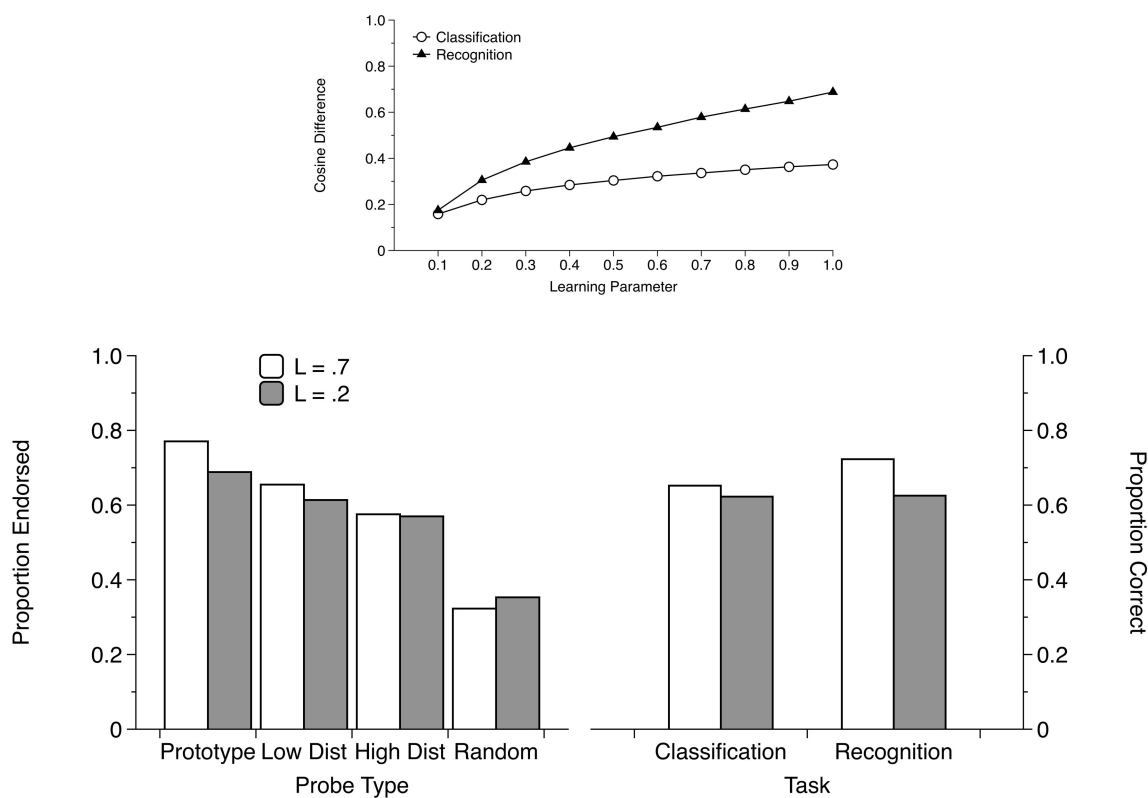 1.0
Classification
Recognition
0.8
0.6
0.4
0.2
0
Cosine Difference
0.1 0.2 0.3 0.4 0.5 0.6 0.7 0.8 0.9 1.0
Learning Parameter
1.0
L = .7
L = .2
0.8
0.6
0.4
0.2
0
Proportion Endorsed
Prototype Low Dist High Dist Random
Probe Type
1.0
0.8
0.6
0.4
0.2
0
Proportion Correct
Classification Recognition
Task